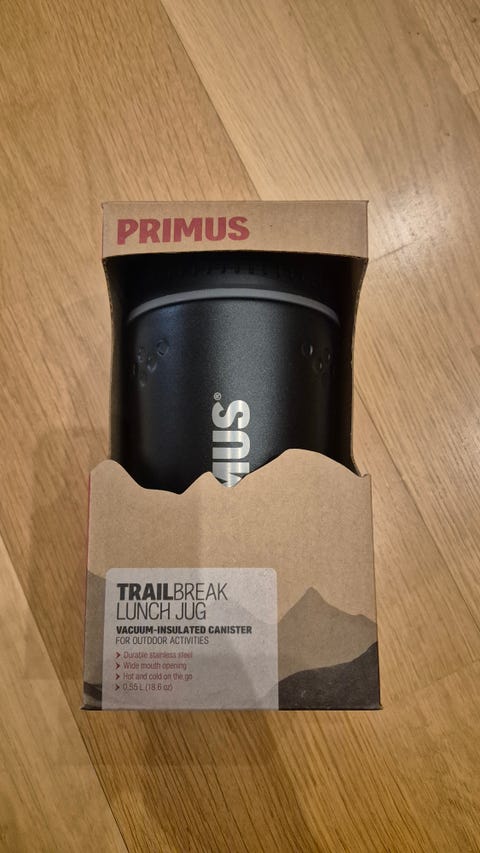 PRIMUS
MUS®
TRAILBREAK
LUNCH JUG
VACUUM-INSULATED CANISTER
FOR OUTDOOR ACTIVITIES
> Durable stainless steel
> Wide mouth opening
> Hot and cold on the go
> 0.55 L (18.6 oz)